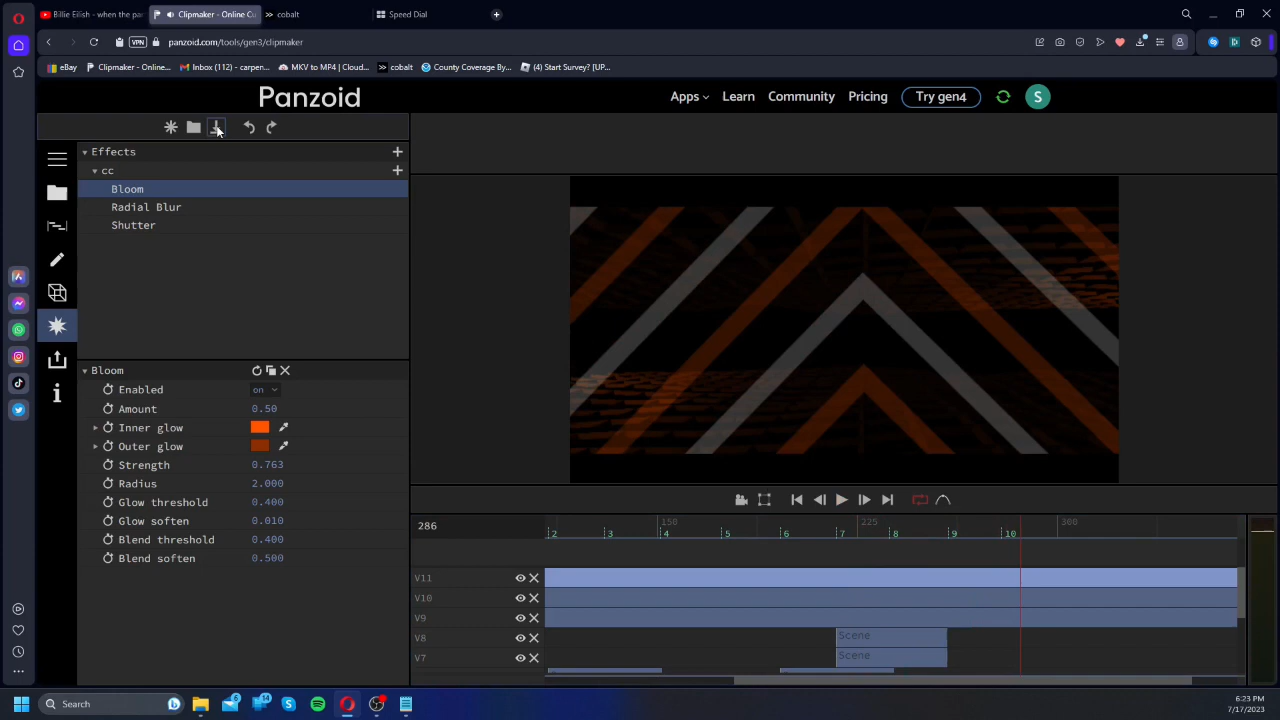 Billie Eilish - when the pa
Clipmaker - Online Cu
>> cobalt
Speed Dial
VPN
panzoid.com/tools/gen3/clipmaker
eBay
Clipmaker - Online...
Inbox (112) - carpen...
MKV to MP4 | Cloud...
>> cobalt
County Coverage By...
(4) Start Survey? [UP...
Panzoid
Apps
Learn
Community
Pricing
Try gen4
S
Effects
cc
Bloom
Radial Blur
Shutter
Bloom
Enabled on
Amount 0.50
Inner glow
Outer glow
Strength 0.763
Radius 2.000
Glow threshold 0.400
Glow soften 0.010
Blend threshold 0.400
Blend soften 0.500
286
150 225 300
2 3 4 5 6 7 8 9 10
V11
V10
V9
V8 Scene
V7 Scene
Search
6
14
6:23 PM
7/17/2023